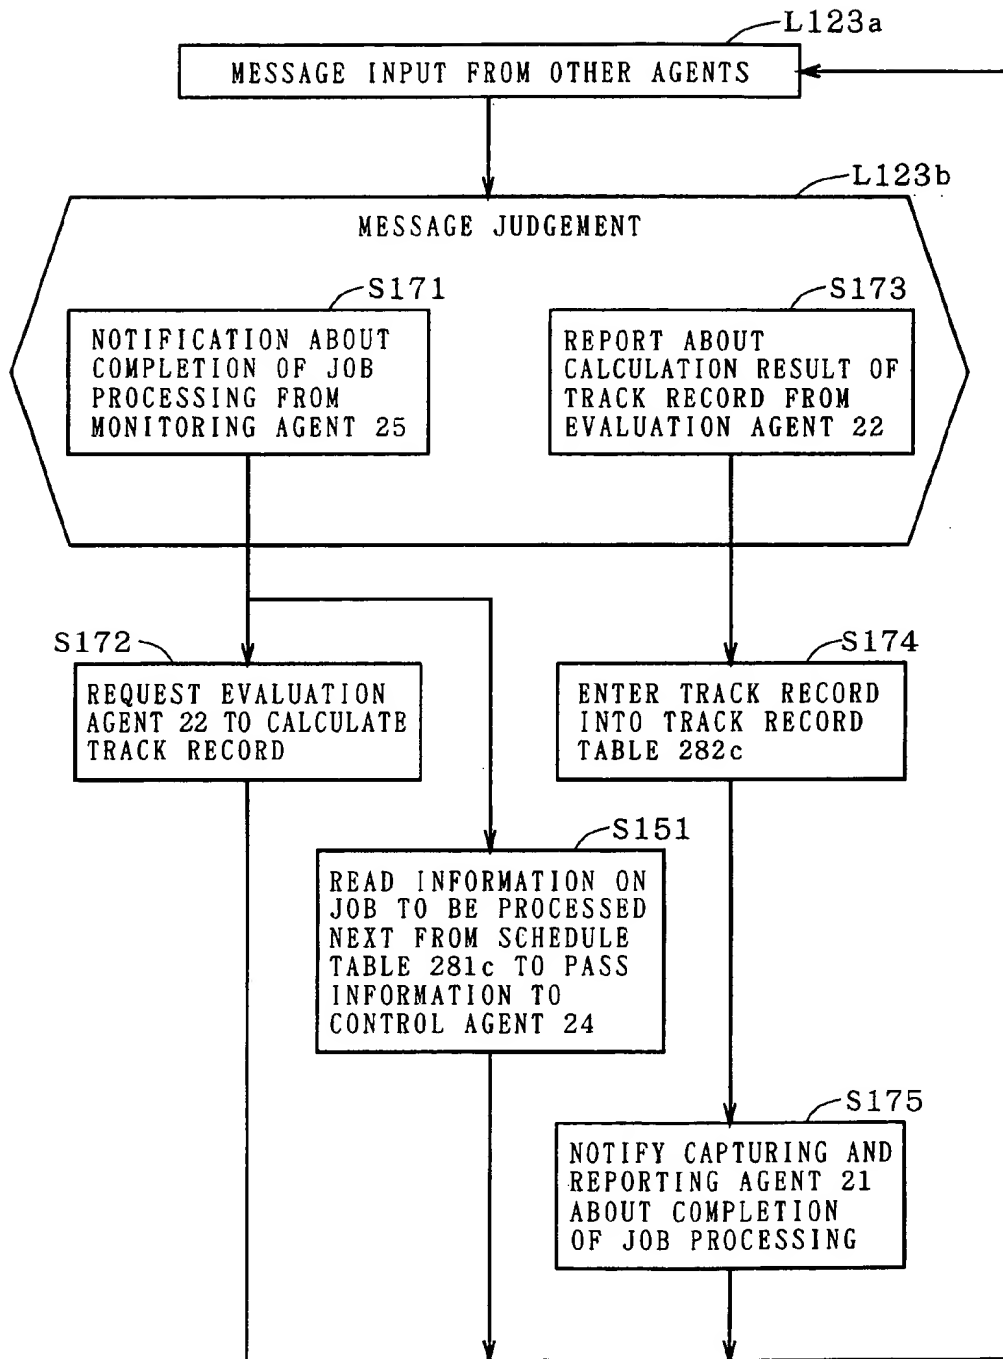 L123a
MESSAGE INPUT FROM OTHER AGENTS
L123b
MESSAGE JUDGEMENT
S171
NOTIFICATION ABOUT
COMPLETION OF JOB
PROCESSING FROM
MONITORING AGENT 25
S173
REPORT ABOUT
CALCULATION RESULT OF
TRACK RECORD FROM
EVALUATION AGENT 22
S172
REQUEST EVALUATION
AGENT 22 TO CALCULATE
TRACK RECORD
S174
ENTER TRACK RECORD
INTO TRACK RECORD
TABLE 282c
S151
READ INFORMATION ON
JOB TO BE PROCESSED
NEXT FROM SCHEDULE
TABLE 281c TO PASS
INFORMATION TO
CONTROL AGENT 24
S175
NOTIFY CAPTURING AND
REPORTING AGENT 21
ABOUT COMPLETION
OF JOB PROCESSING